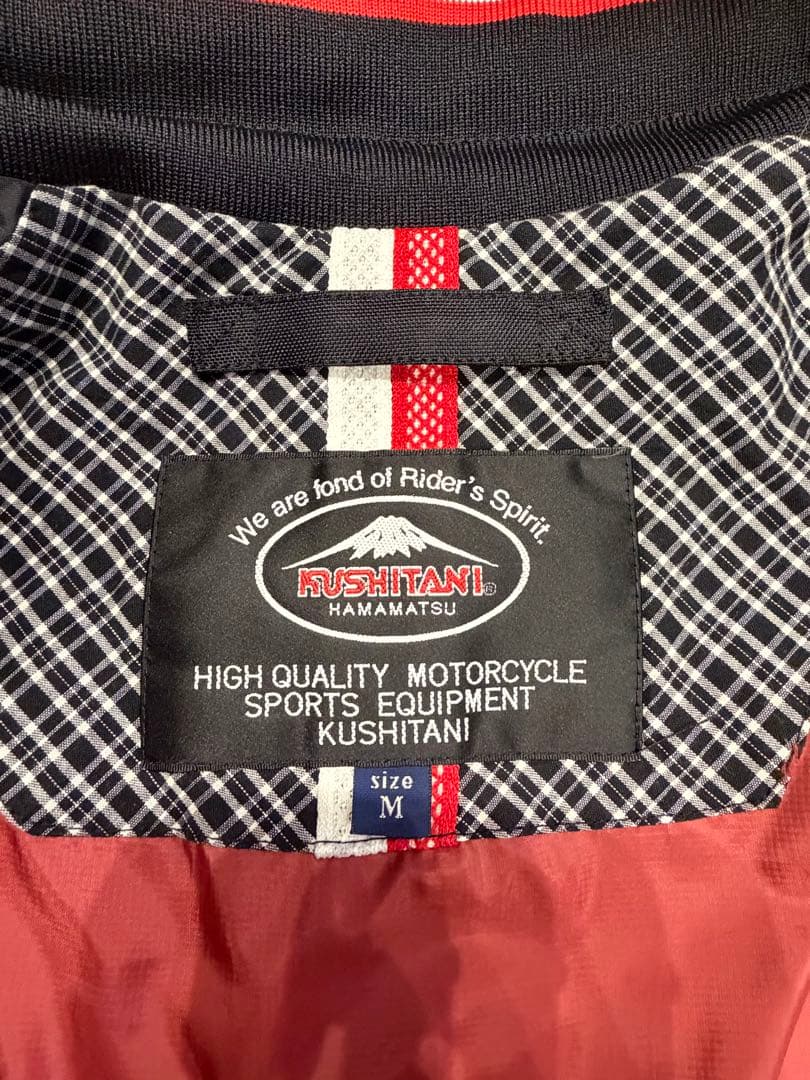 We are fond of Rider's Spirit.
KUSHITANI®
HAMAMATSU
HIGH QUALITY MOTORCYCLE
SPORTS EQUIPMENT
KUSHITANI
size
M